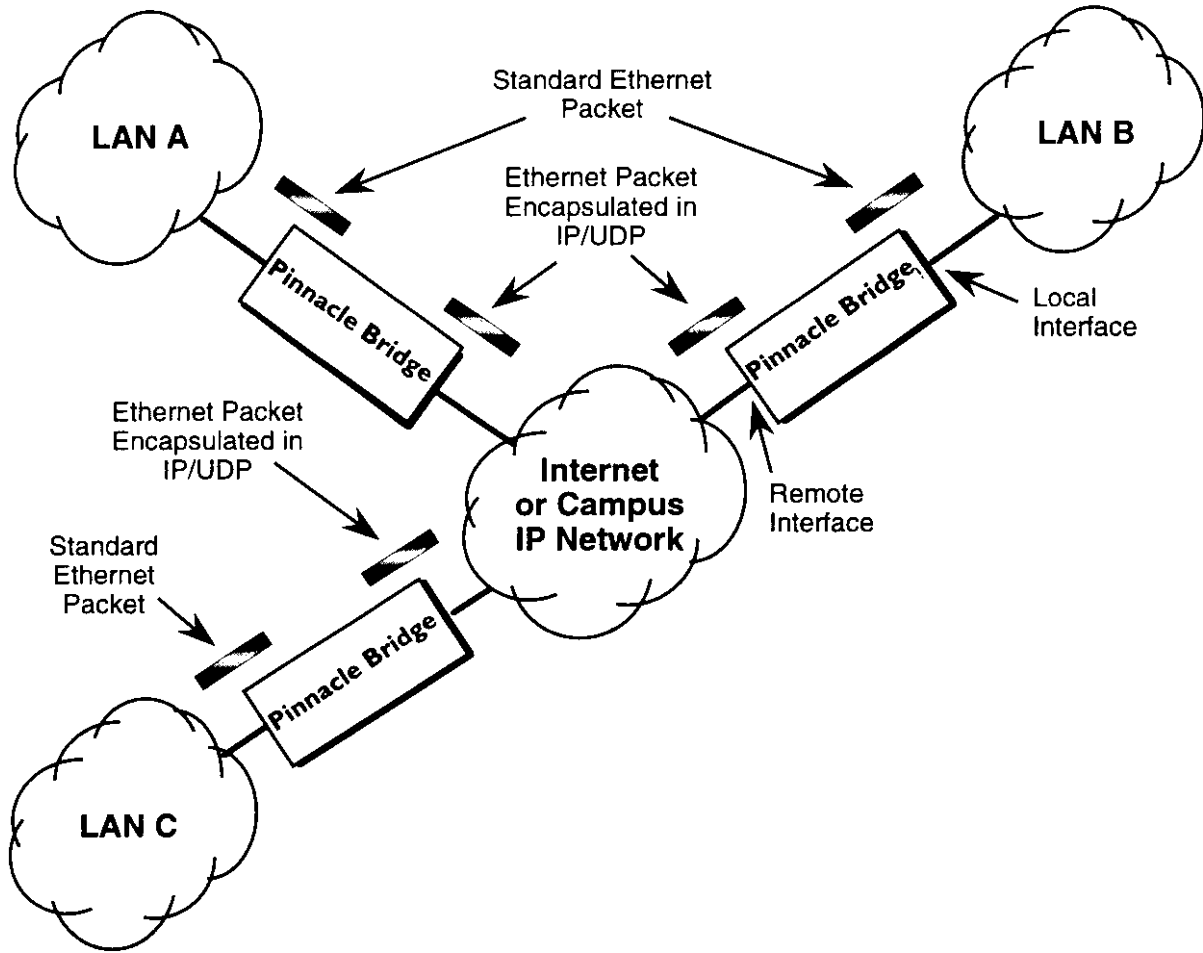 Standard Ethernet
Packet
LAN A
LAN B
Ethernet Packet
Encapsulated in
IP/UDP
Pinnacle Bridge
Pinnacle Bridge
Local
Interface
Ethernet Packet
Encapsulated in
IP/UDP
Internet
or Campus
IP Network
Remote
Interface
Standard
Ethernet
Packet
Pinnacle Bridge
LAN C